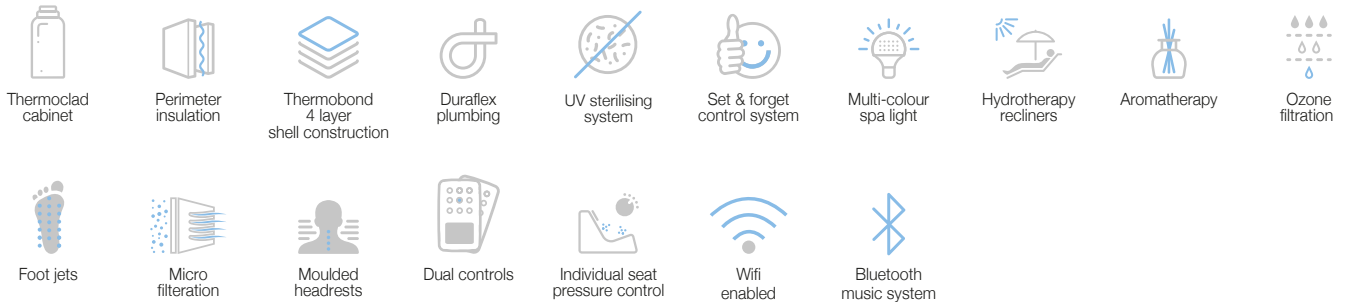 Thermoclad
cabinet
Perimeter
insulation
Thermobond
4 layer
shell construction
Duraflex
plumbing
UV sterilising
system
Set & forget
control system
Multi-colour
spa light
Hydrotherapy
recliners
Aromatherapy
Ozone
filtration
Foot jets
Micro
filteration
Moulded
headrests
Dual controls
Individual seat
pressure control
Wifi
enabled
Bluetooth
music system